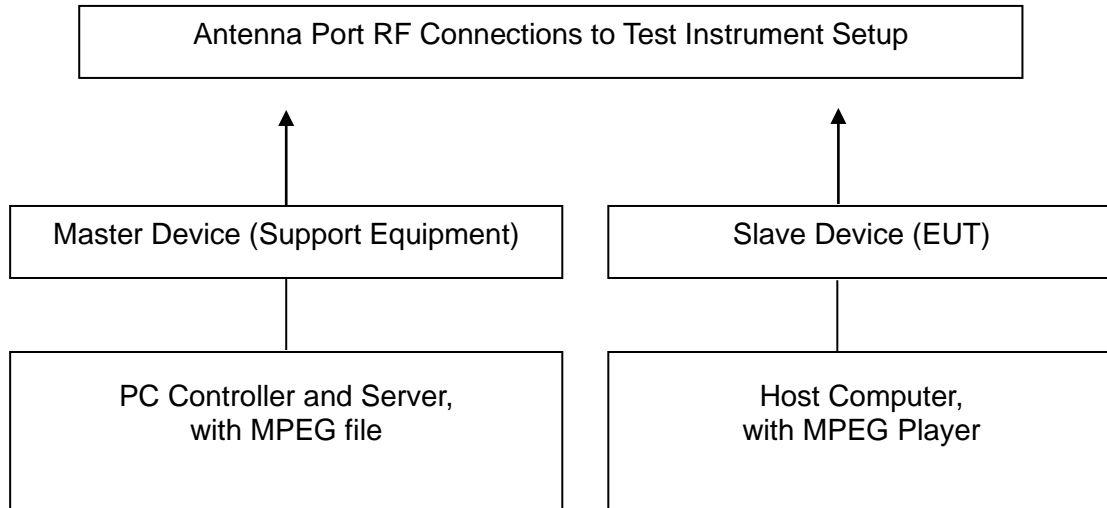 Antenna Port RF Connections to Test Instrument Setup
Master Device (Support Equipment)
Slave Device (EUT)
PC Controller and Server,
with MPEG file
Host Computer,
with MPEG Player